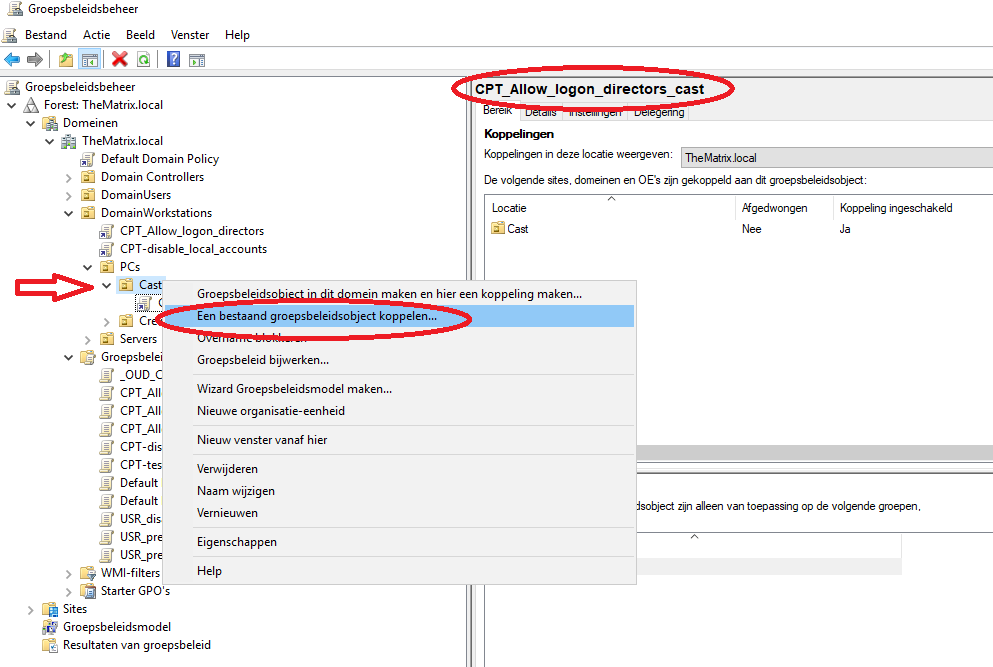 Groepsbeleidsbeheer
Bestand Actie Beeld Venster Help
Groepsbeleidsbeheer
Forest: TheMatrix.local
Domeinen
TheMatrix.local
Default Domain Policy
Domain Controllers
DomainUsers
DomainWorkstations
CPT_Allow_logon_directors
CPT-disable_local_accounts
PCs
Cast
Cre
Servers
Groepsbelei
_OUD_C
CPT_All
CPT_All
CPT_All
CPT-dis
CPT-tes
Default
Default
USR_dis
USR_pre
USR_pre
WMI-filters
Starter GPO's
Sites
Groepsbeleidsmodel
Resultaten van groepsbeleid
Groepsbeleidsobject in dit domein maken en hier een koppeling maken...
Een bestaand groepsbeleidsobject koppelen...
Overname blokkeren
Groepsbeleid bijwerken...
Wizard Groepsbeleidsmodel maken...
Nieuwe organisatie-eenheid
Nieuw venster vanaf hier
Verwijderen
Naam wijzigen
Vernieuwen
Eigenschappen
Help
CPT_Allow_logon_directors_cast
Bereik Details Instellingen Delegering
Koppelingen
Koppelingen in deze locatie weergeven: TheMatrix.local
De volgende sites, domeinen en OE's zijn gekoppeld aan dit groepsbeleidsobject:
Locatie Afgedwongen Koppeling ingeschakeld
Cast Nee Ja
dsobject zijn alleen van toepassing op de volgende groepen,